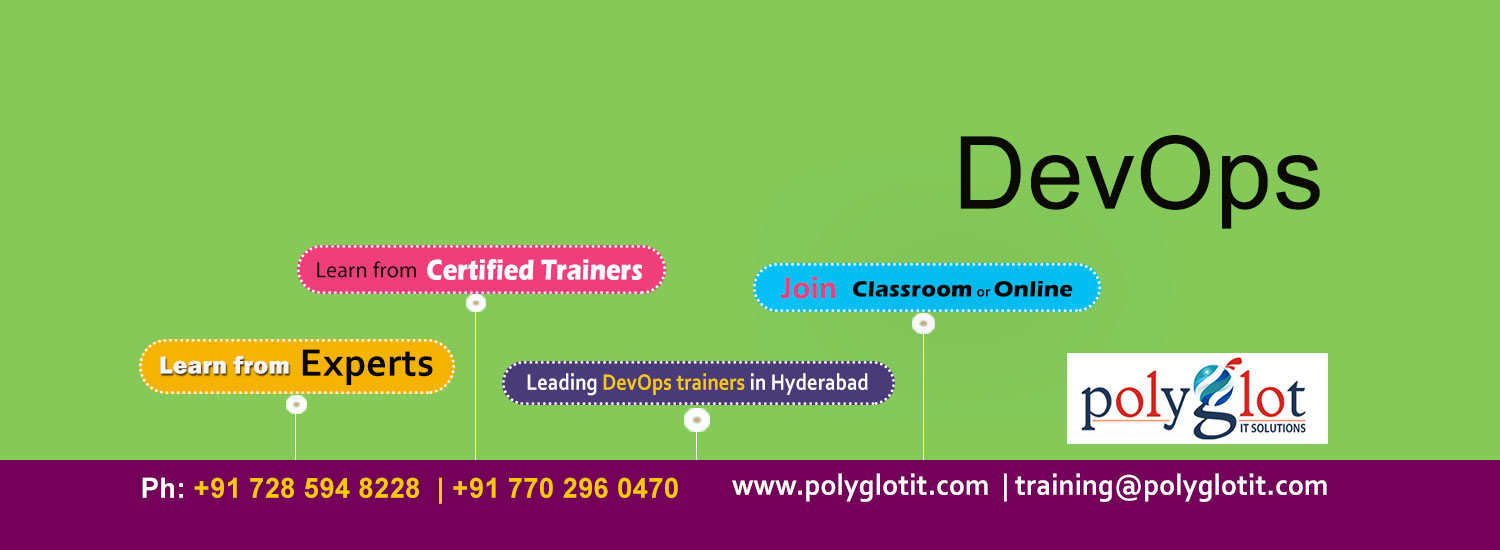 DevOps
Learn from Certified Trainers
Join Classroom or Online
Learn from Experts
Leading DevOps trainers in Hyderabad
polyglot
IT SOLUTIONS
Ph: +91 728 594 8228 | +91 770 296 0470
www.polyglotit.com | training@polyglotit.com